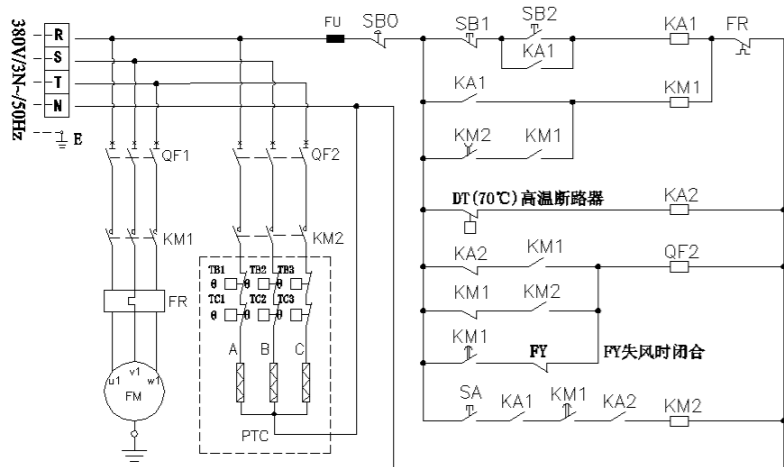 FU SB0 SB1 SB2 KA1 FR
380V/3N~/50Hz
R
S
T
N
E
KA1
KA1 KM1
QF1 QF2
KM2 KM1
DT(70℃)高温断路器 KA2
KM1 KM2
KA2 KM1 QF2
TB1 TB2 TB3
θ θ θ
TC1 TC2 TC3
θ θ θ
FR
KM1 KM2
KM1 FY FY失风时闭合
A B C
u1 v1 w1
FM
SA KA1 KM1 KA2 KM2
PTC